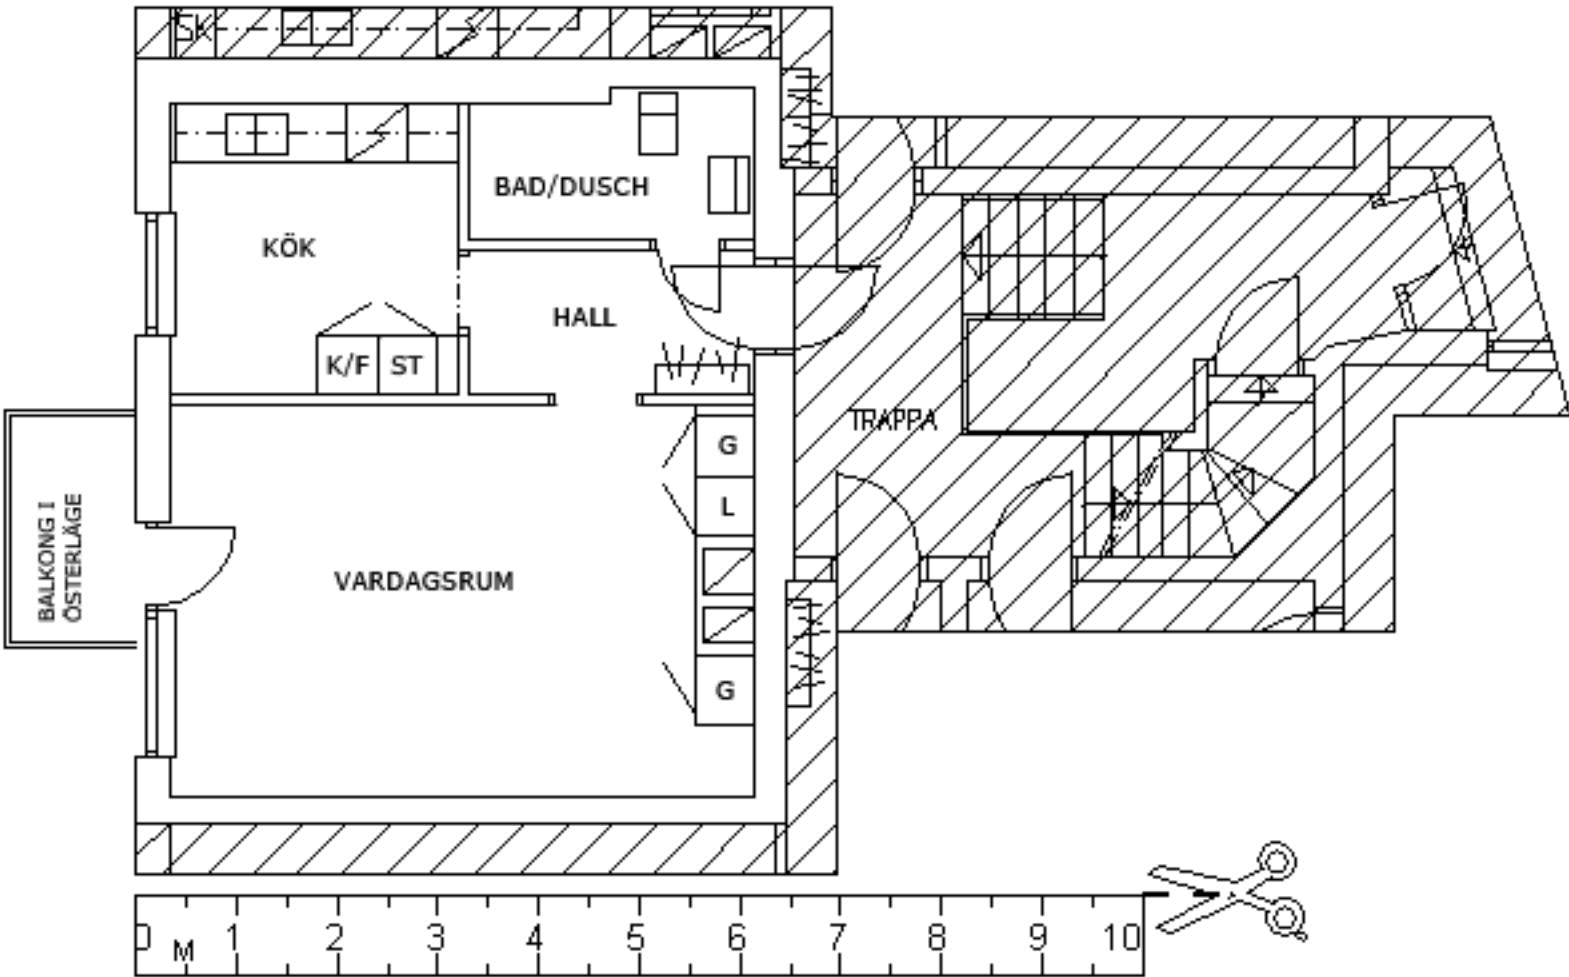 SK
BAD/DUSCH
KÖK
HALL
K/F ST
TRAPPA
G
L
BALKONG I
ÖSTERLÄGE
VARDAGSRUM
G
0 M 1 2 3 4 5 6 7 8 9 10